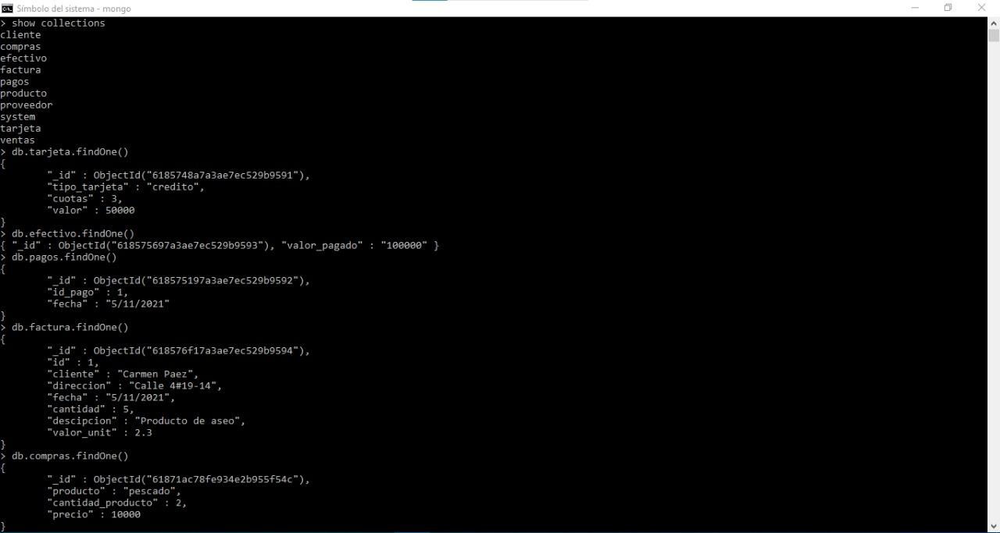 Símbolo del sistema - mongo
> show collections
cliente
compras
efectivo
factura
pagos
producto
proveedor
system
tarjeta
ventas
> db.tarjeta.findOne()
{
        "_id" : ObjectId("6185748a7a3ae7ec529b9591"),
        "tipo_tarjeta" : "credito",
        "cuotas" : 3,
        "valor" : 50000
}
> db.efectivo.findOne()
{ "_id" : ObjectId("618575697a3ae7ec529b9593"), "valor_pagado" : "100000" }
> db.pagos.findOne()
{
        "_id" : ObjectId("618575197a3ae7ec529b9592"),
        "id_pago" : 1,
        "fecha" : "5/11/2021"
}
> db.factura.findOne()
{
        "_id" : ObjectId("618576f17a3ae7ec529b9594"),
        "id" : 1,
        "cliente" : "Carmen Paez",
        "direccion" : "Calle 4#19-14",
        "fecha" : "5/11/2021",
        "cantidad" : 5,
        "descipcion" : "Producto de aseo",
        "valor_unit" : 2.3
}
> db.compras.findOne()
{
        "_id" : ObjectId("61871ac78fe934e2b955f54c"),
        "producto" : "pescado",
        "cantidad_producto" : 2,
        "precio" : 10000
}